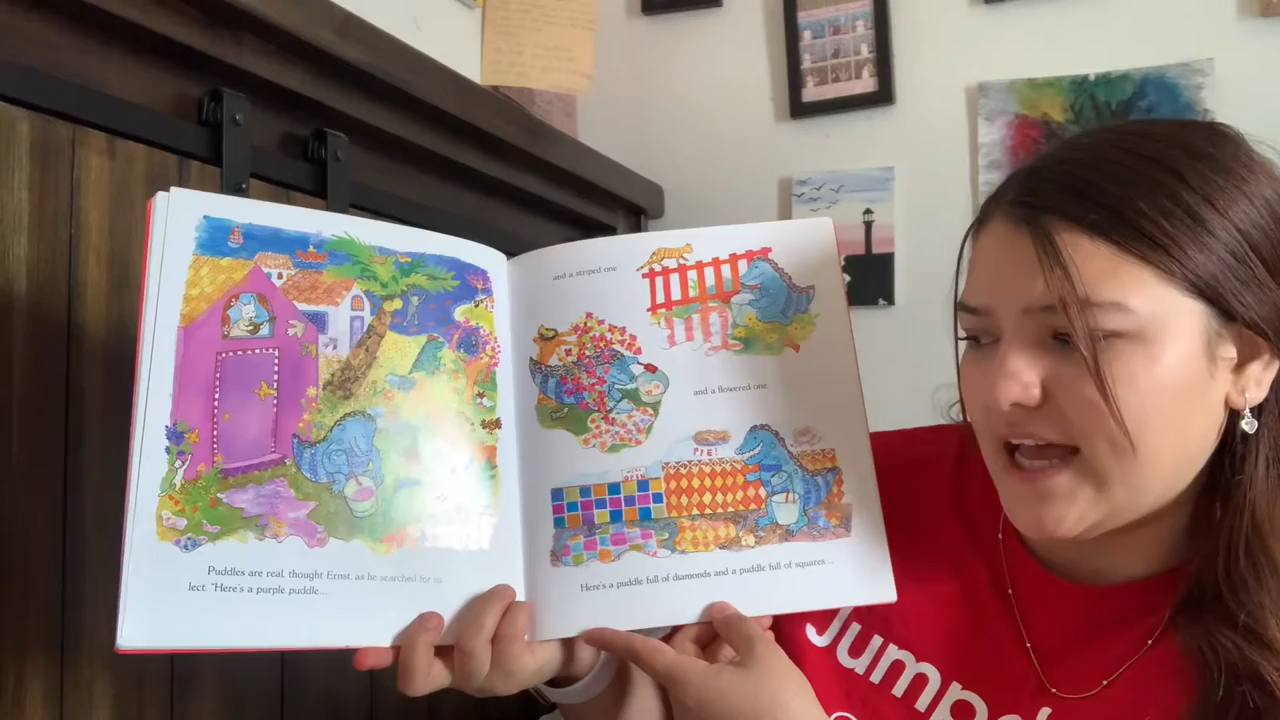 Puddles are real, thought Ernst, as he searched for
lect. "Here's a purple puddle...
and a striped one
and a flowered one
PIE!
OPEN
Here's a puddle full of diamonds and a puddle full of squares...
Jump